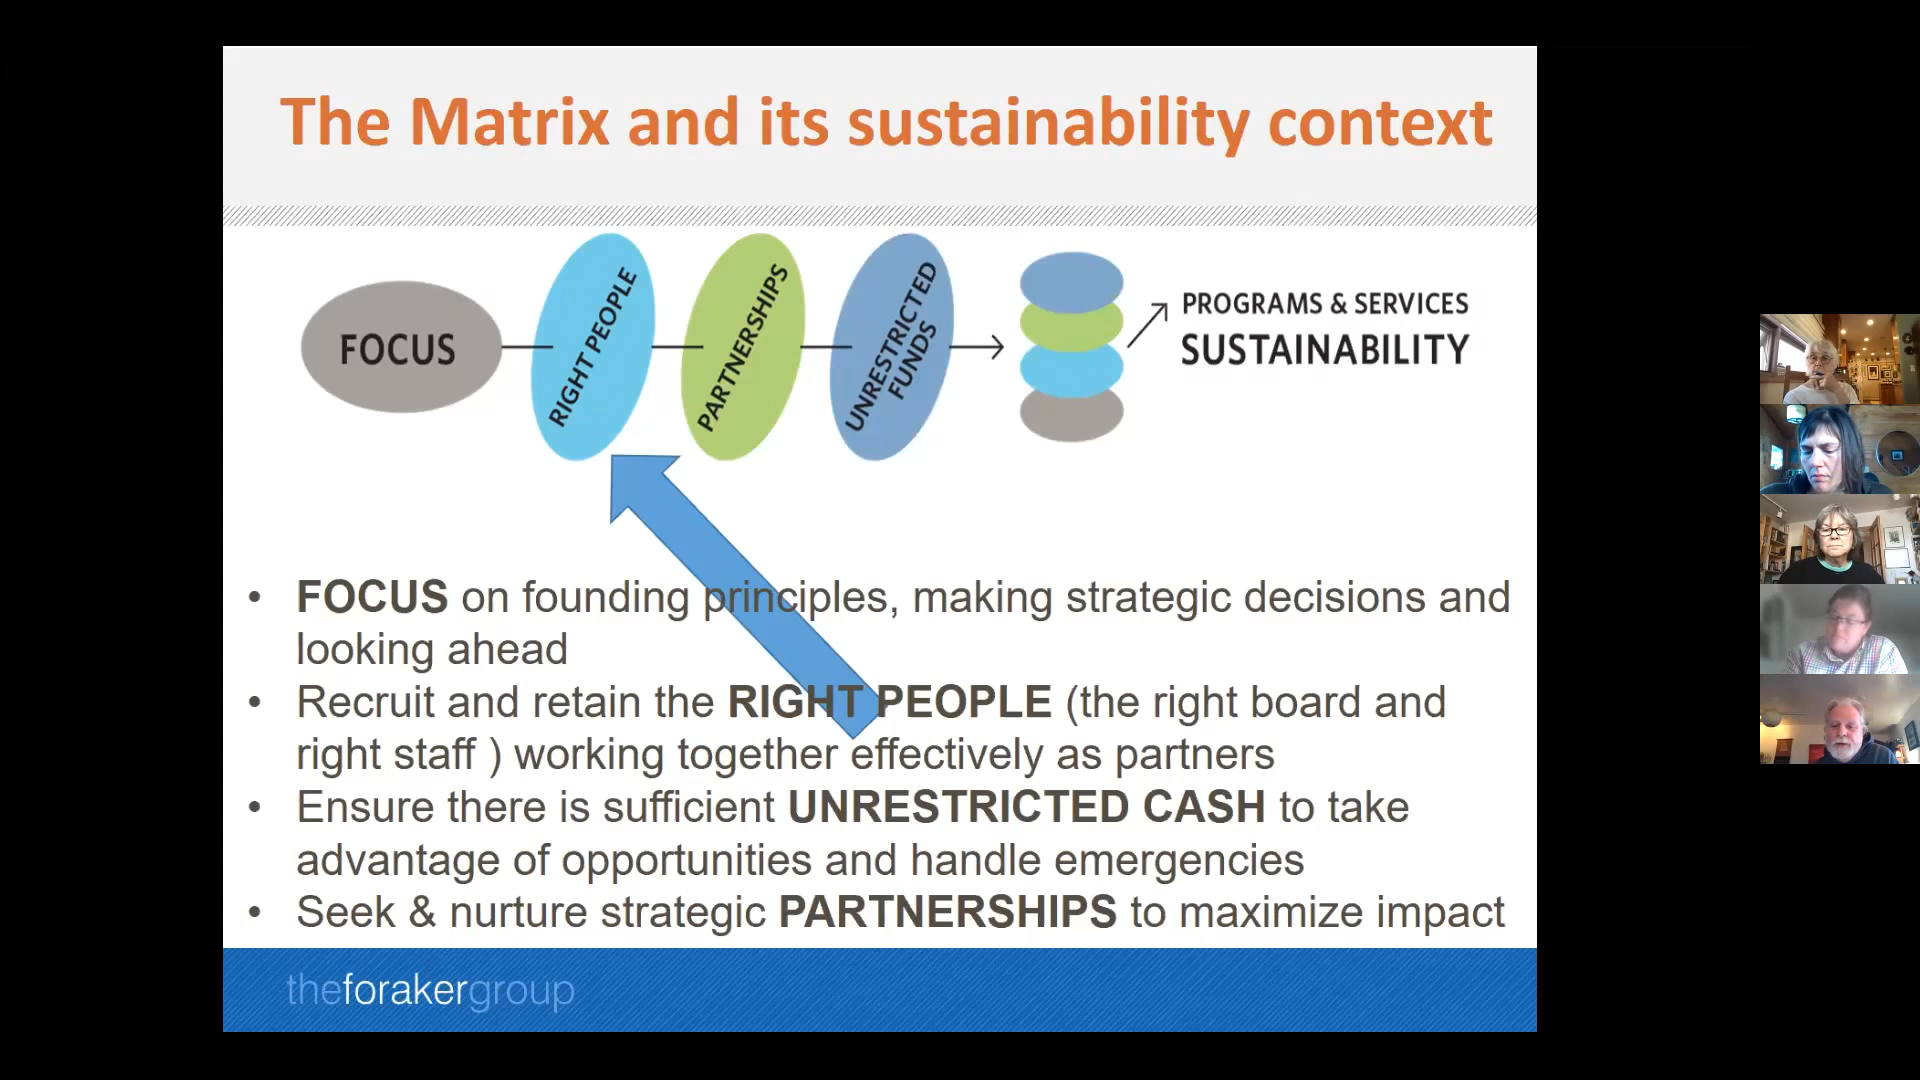 The Matrix and its sustainability context
FOCUS
RIGHT PEOPLE
PARTNERSHIPS
UNRESTRICTED
FUNDS
PROGRAMS & SERVICES
SUSTAINABILITY
• FOCUS on founding principles, making strategic decisions and
looking ahead
• Recruit and retain the RIGHT PEOPLE (the right board and
right staff ) working together effectively as partners
• Ensure there is sufficient UNRESTRICTED CASH to take
advantage of opportunities and handle emergencies
• Seek & nurture strategic PARTNERSHIPS to maximize impact
theforakergroup